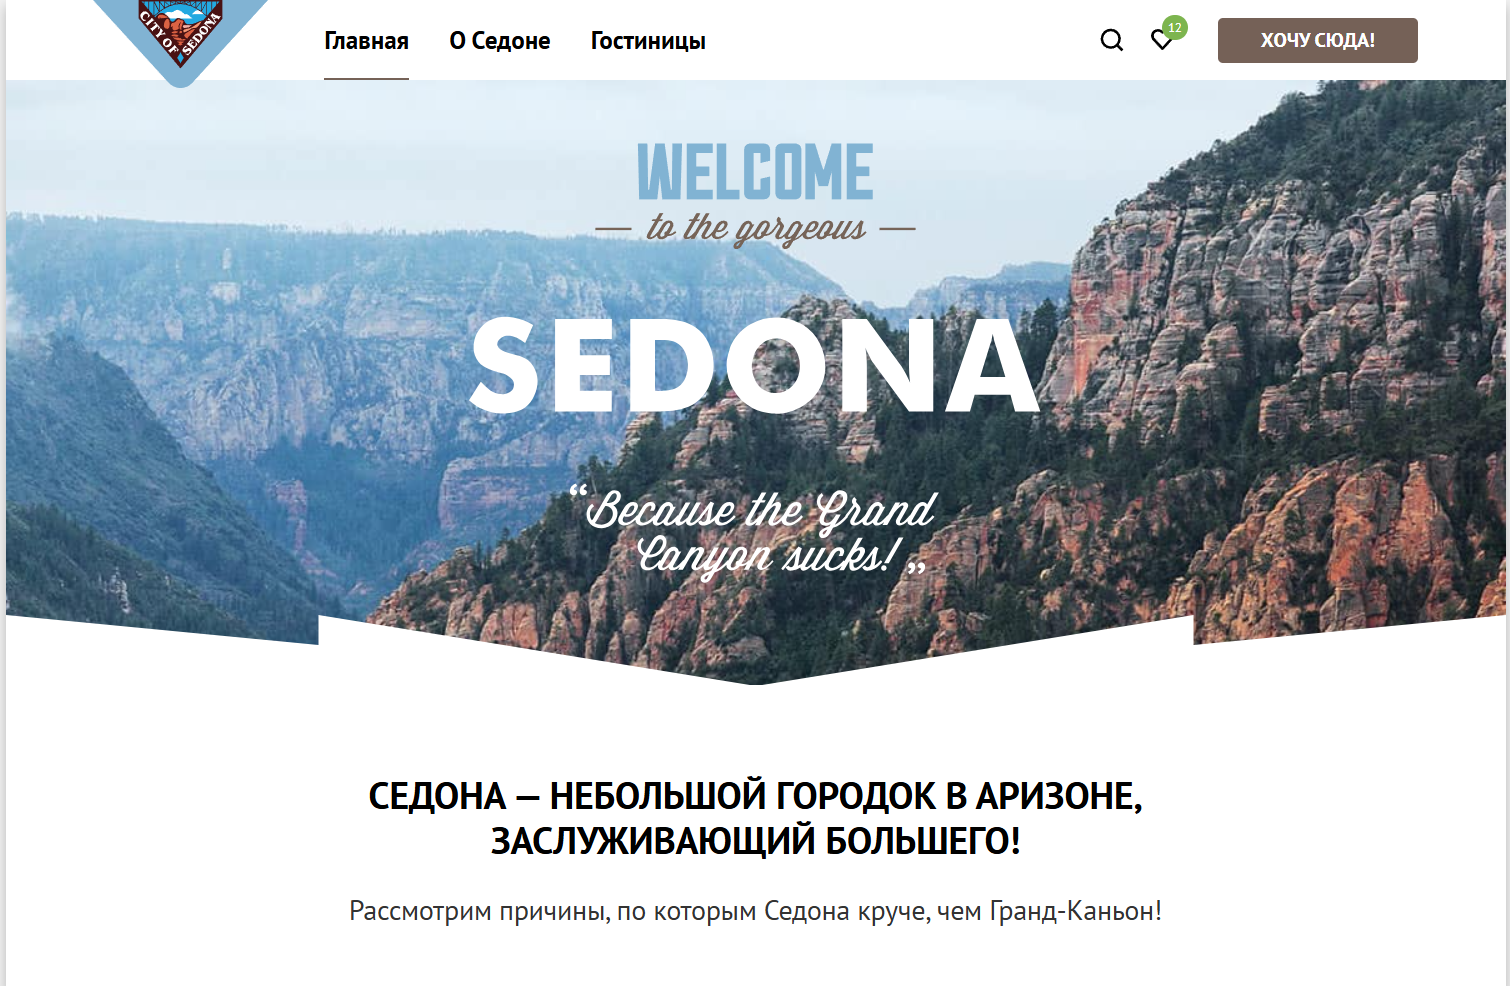 CITY OF SEDONA
Главная О Седоне Гостиницы 12 ХОЧУ СЮДА!
WELCOME
to the gorgeous
SEDONA
“Because the Grand
Canyon sucks!„
СЕДОНА — НЕБОЛЬШОЙ ГОРОДОК В АРИЗОНЕ,
ЗАСЛУЖИВАЮЩИЙ БОЛЬШЕГО!
Рассмотрим причины, по которым Седона круче, чем Гранд-Каньон!